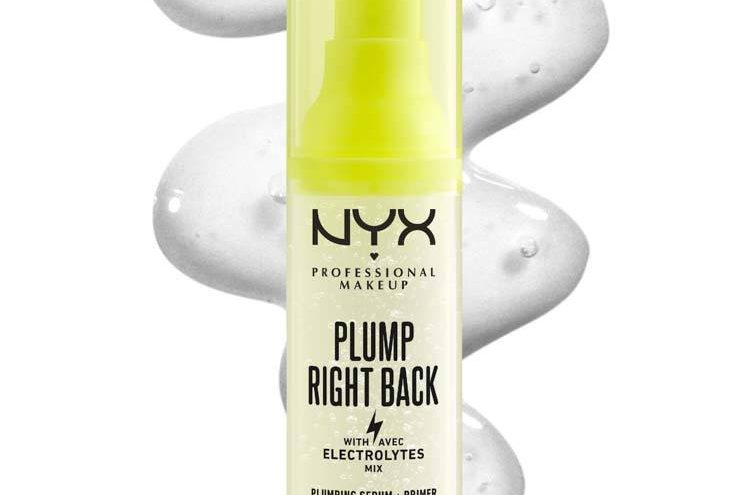 NYX
PROFESSIONAL
MAKEUP
PLUMP
RIGHT BACK
WITH AVEC
ELECTROLYTES
MIX
PLUMPING SERUM + PRIMER